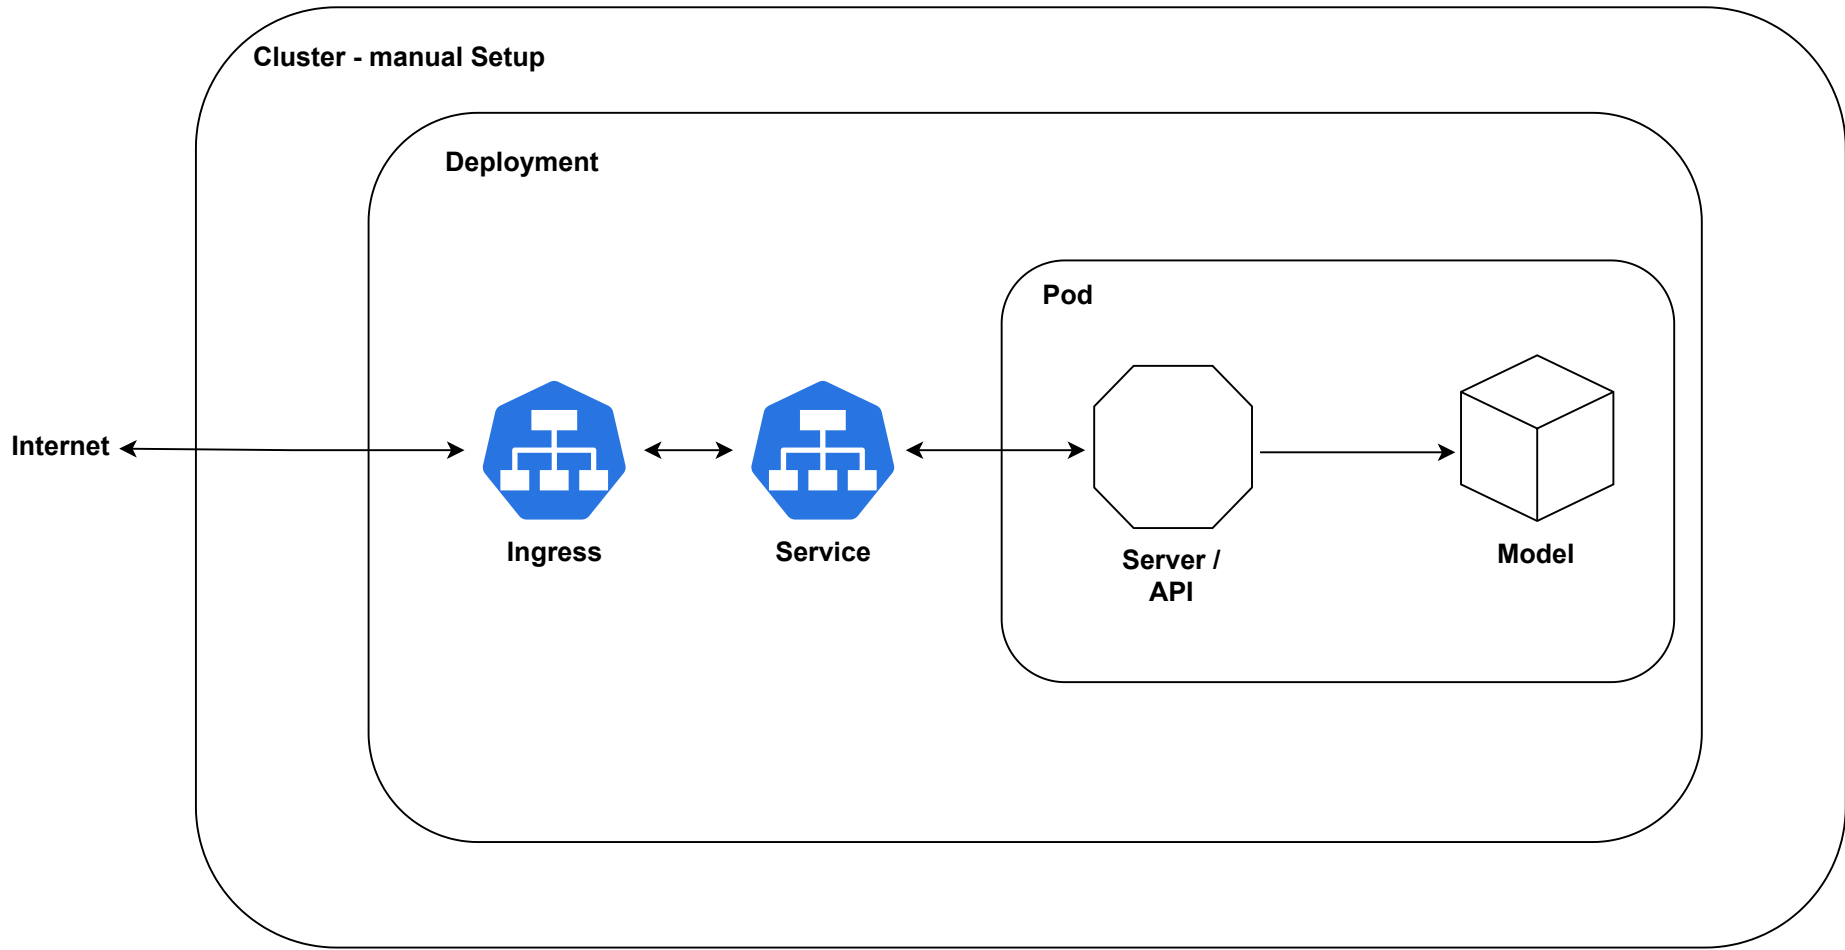 Cluster - manual Setup
Deployment
Pod
Internet
Ingress
Service
Server /
API
Model